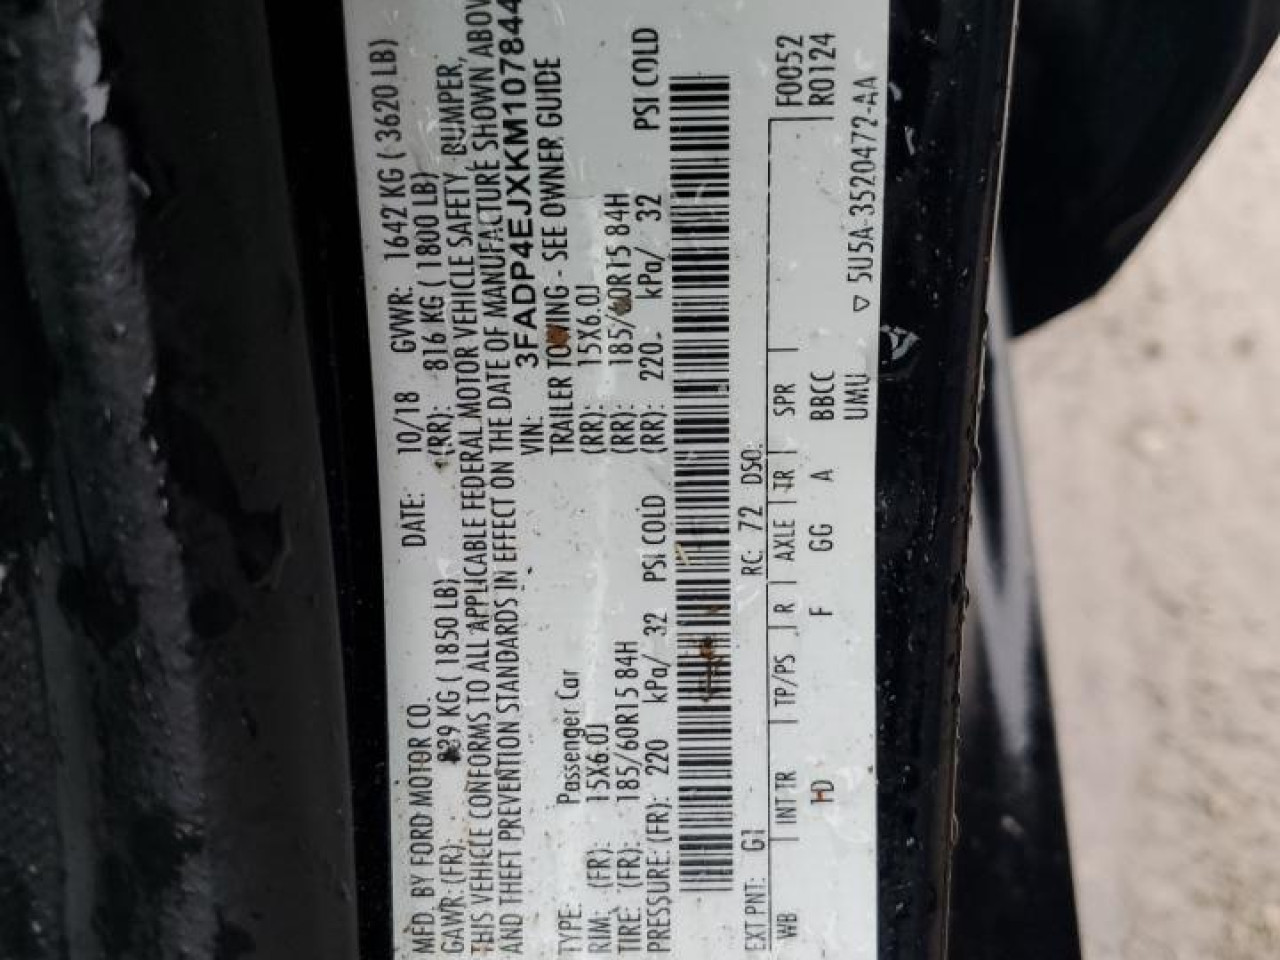 MFD. BY FORD MOTOR CO. DATE: 10/18 GVWR: 1642 KG ( 3620 LB)
GAWR: (FR): 839 KG ( 1850 LB) (RR): 816 KG ( 1800 LB)
THIS VEHICLE CONFORMS TO ALL APPLICABLE FEDERAL MOTOR VEHICLE SAFETY, BUMPER,
AND THEFT PREVENTION STANDARDS IN EFFECT ON THE DATE OF MANUFACTURE SHOWN ABOV
VIN: 3FADP4EJXKM107844
TYPE: Passenger Car TRAILER TOWING - SEE OWNER GUIDE
RIM: (FR): 15X6.0J (RR): 15X6.0J
TIRE: (FR): 185/60R15 84H (RR): 185/60R15 84H
PRESSURE: (FR): 220 kPa/ 32 PSI COLD (RR): 220 kPa/ 32 PSI COLD
EXT PNT: G1 RC: 72 DSO: F0052
WB INT TR TP/PS R AXLE TR SPR R0124
HD F GG A BBCC
UMU ▽ 5U5A-3520472-AA